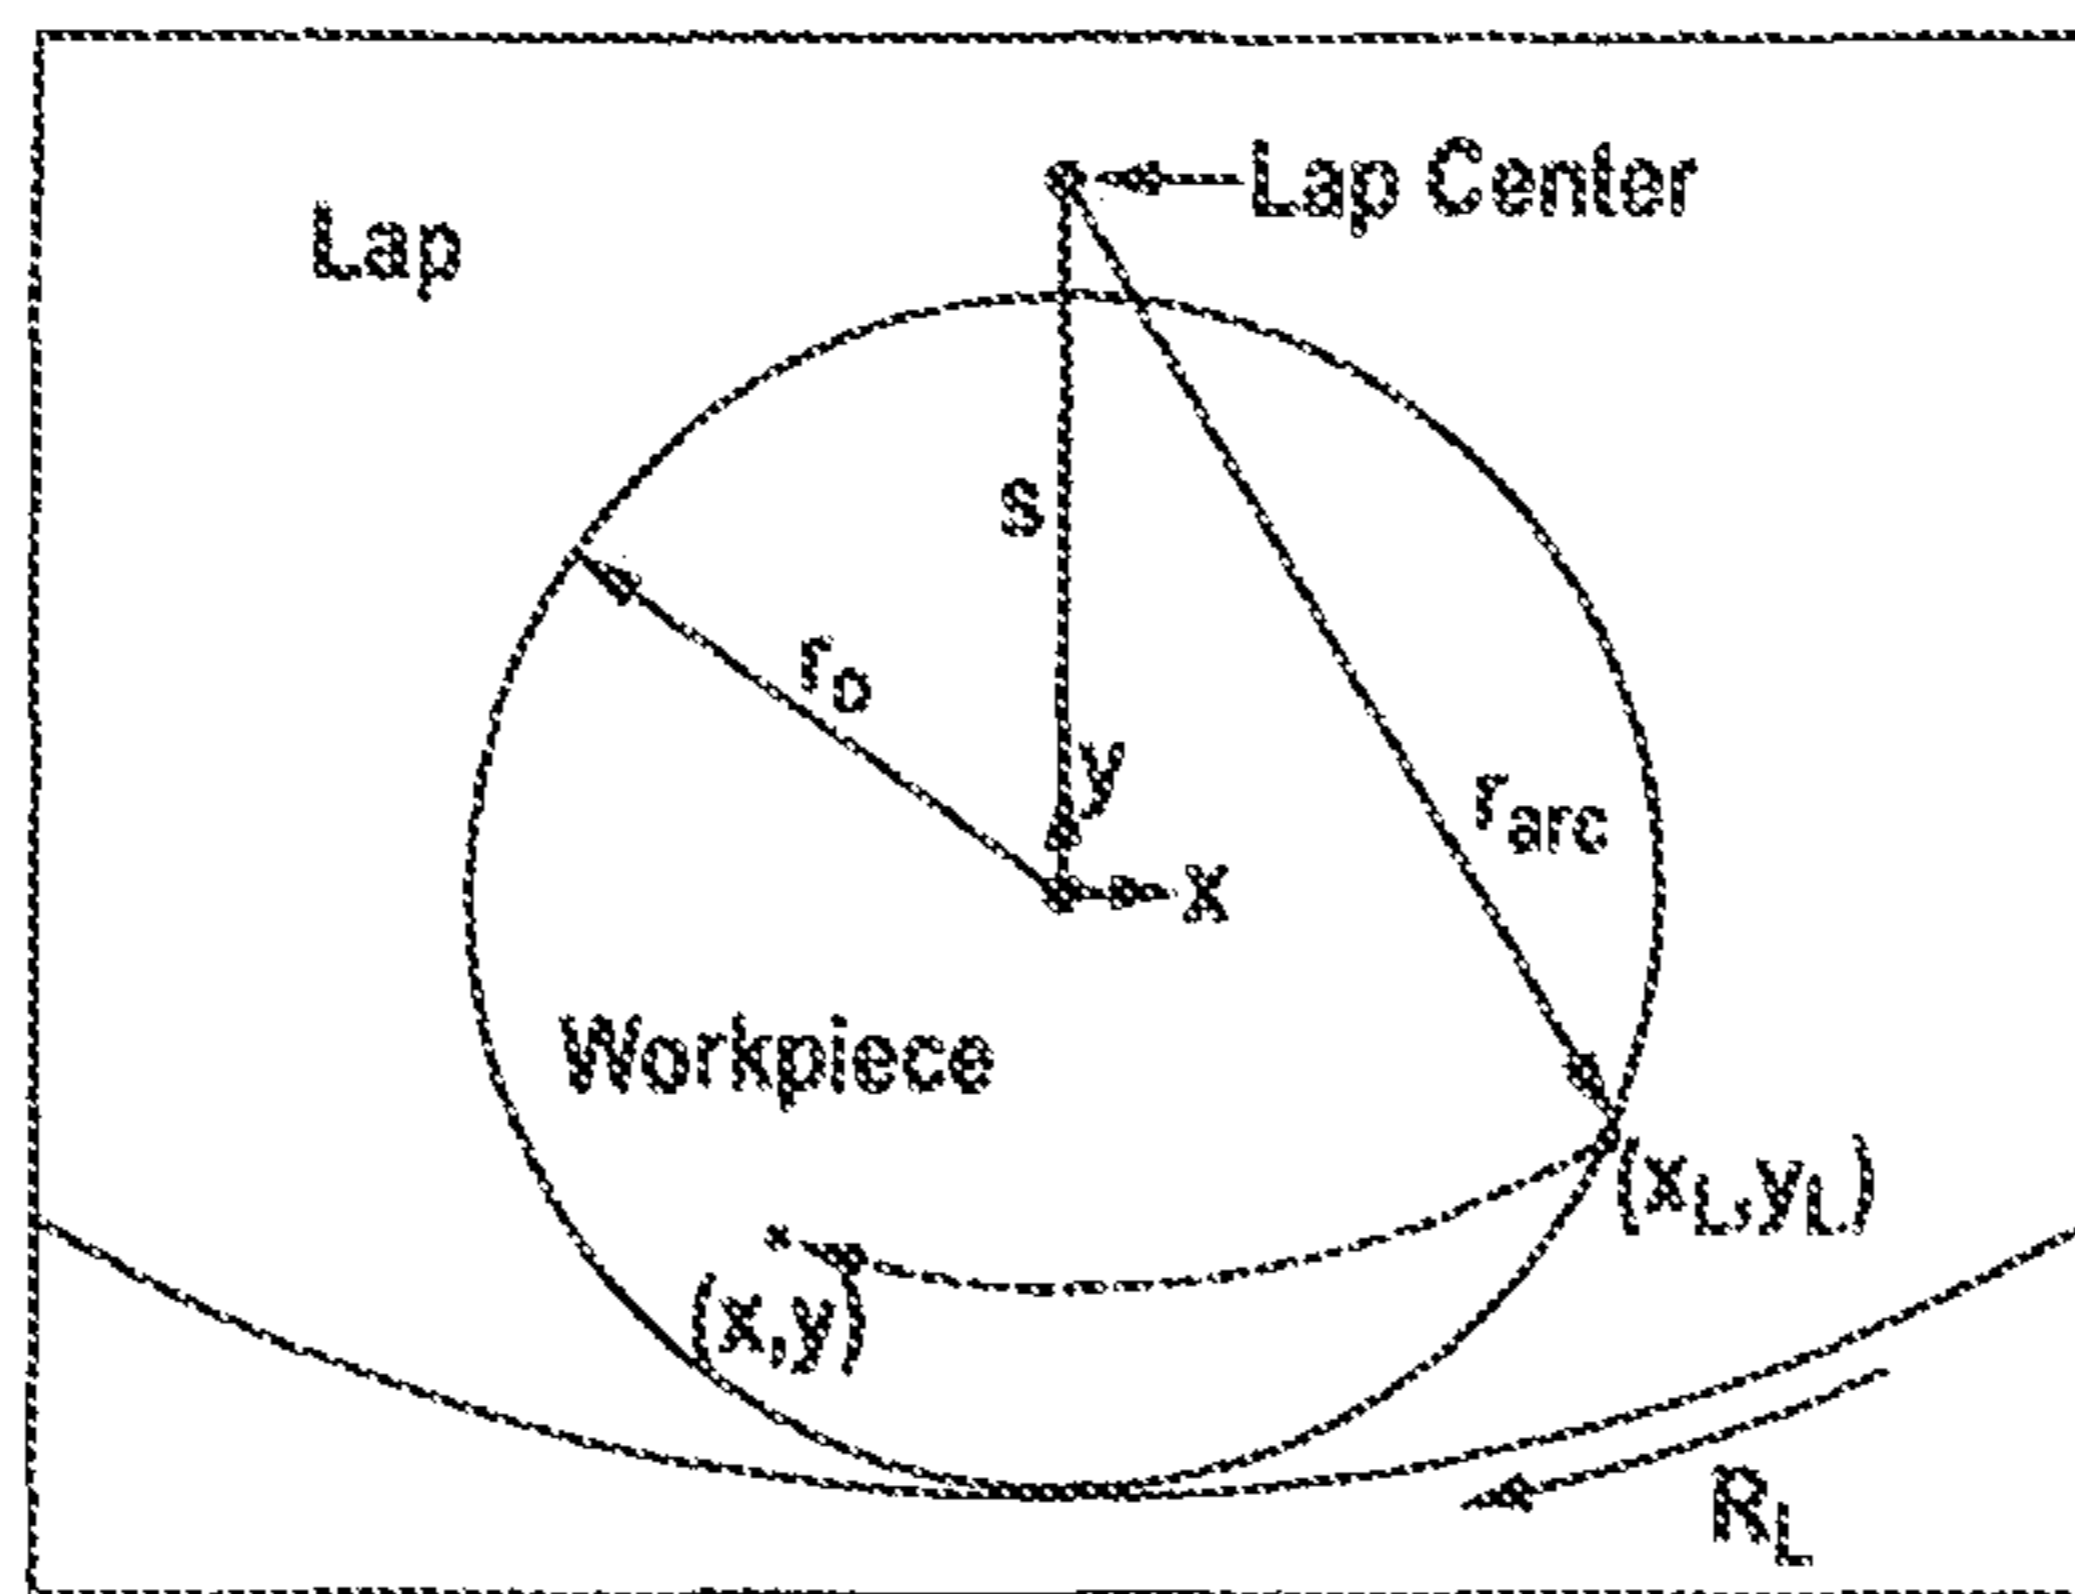 Lap Center
Lap
s
r₀
y
r_arc
x
Workpiece
(x_L,y_L)
(x,y)
R_L